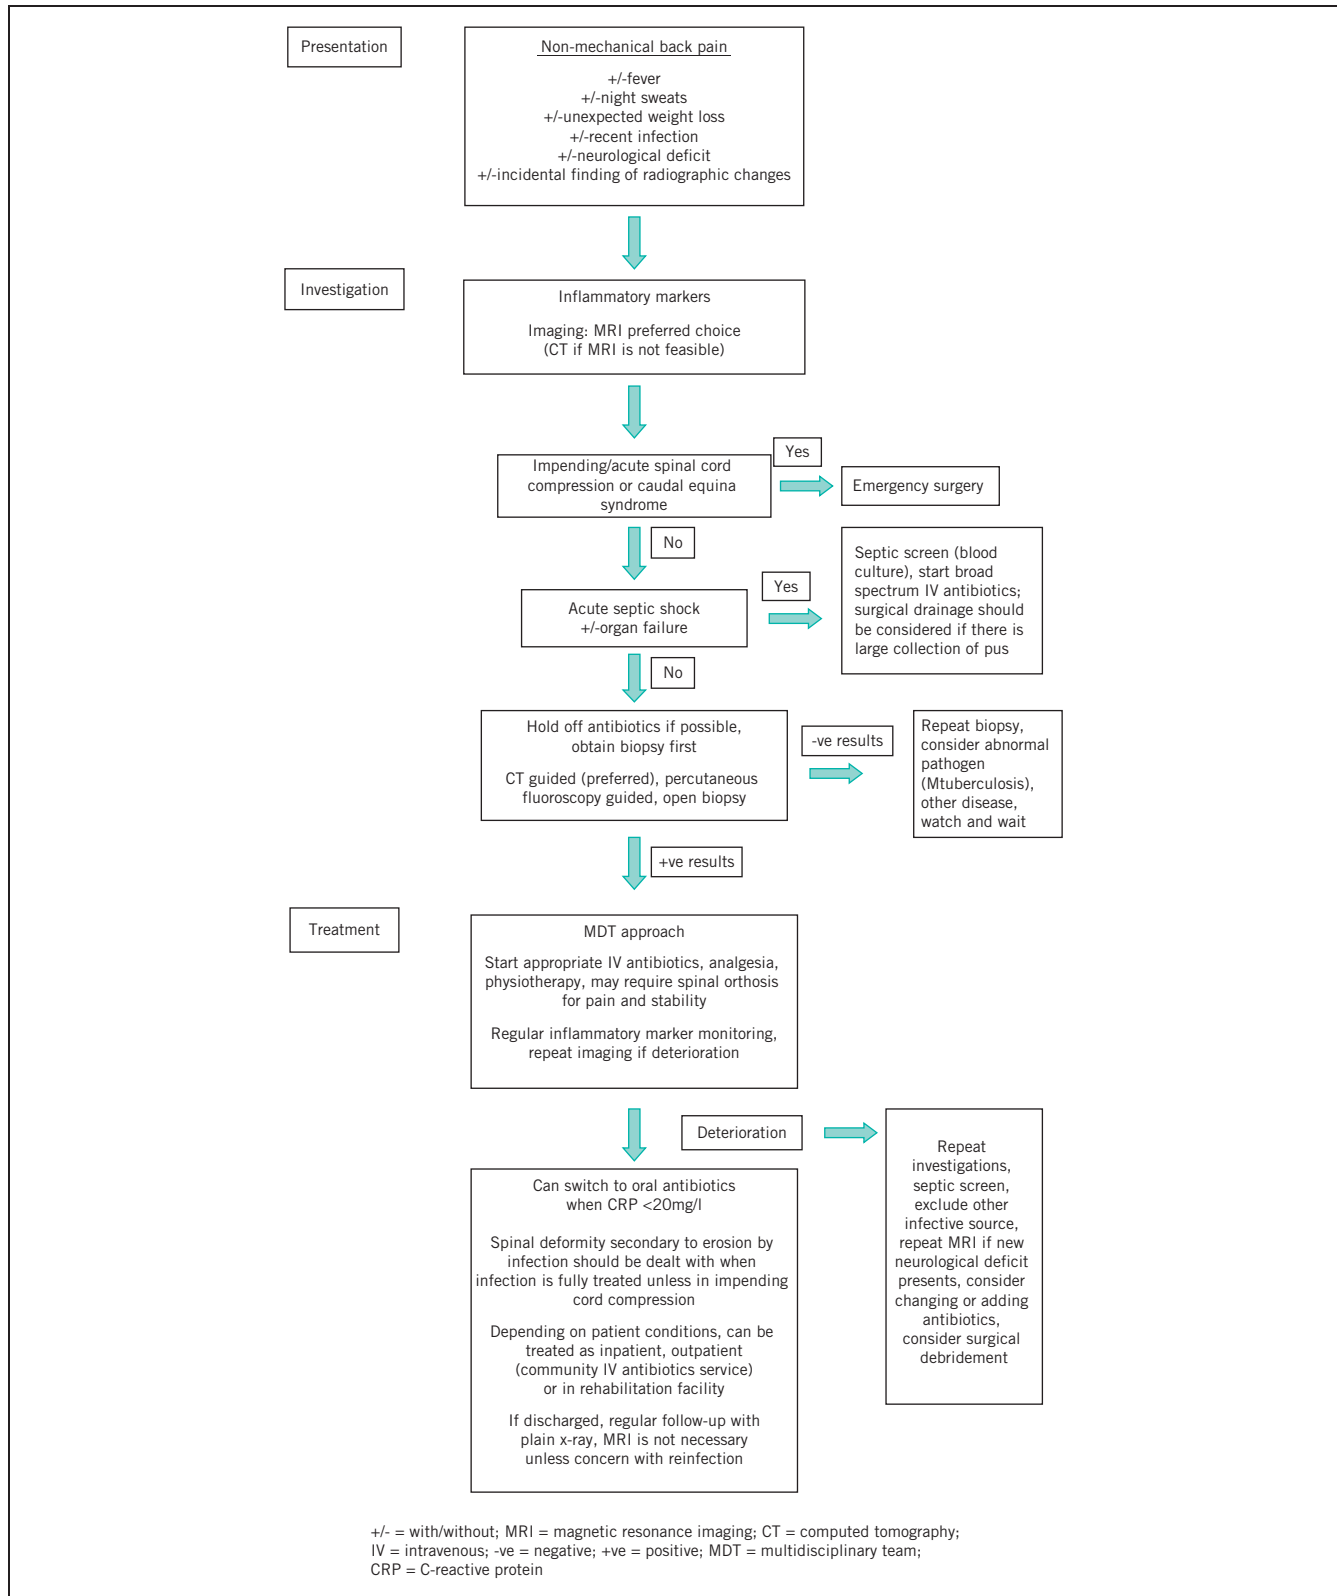 Presentation
Non-mechanical back pain
+/-fever
+/-night sweats
+/-unexpected weight loss
+/-recent infection
+/-neurological deficit
+/-incidental finding of radiographic changes
Investigation
Inflammatory markers
Imaging: MRI preferred choice
(CT if MRI is not feasible)
Impending/acute spinal cord
compression or caudal equina
syndrome
Yes
Emergency surgery
No
Acute septic shock
+/-organ failure
Yes
Septic screen (blood
culture), start broad
spectrum IV antibiotics;
surgical drainage should
be considered if there is
large collection of pus
No
Hold off antibiotics if possible,
obtain biopsy first
CT guided (preferred), percutaneous
fluoroscopy guided, open biopsy
-ve results
Repeat biopsy,
consider abnormal
pathogen
(Mtuberculosis),
other disease,
watch and wait
+ve results
Treatment
MDT approach
Start appropriate IV antibiotics, analgesia,
physiotherapy, may require spinal orthosis
for pain and stability
Regular inflammatory marker monitoring,
repeat imaging if deterioration
Deterioration
Repeat
investigations,
septic screen,
exclude other
infective source,
repeat MRI if new
neurological deficit
presents, consider
changing or adding
antibiotics,
consider surgical
debridement
Can switch to oral antibiotics
when CRP <20mg/l
Spinal deformity secondary to erosion by
infection should be dealt with when
infection is fully treated unless in impending
cord compression
Depending on patient conditions, can be
treated as inpatient, outpatient
(community IV antibiotics service)
or in rehabilitation facility
If discharged, regular follow-up with
plain x-ray, MRI is not necessary
unless concern with reinfection
+/- = with/without; MRI = magnetic resonance imaging; CT = computed tomography;
IV = intravenous; -ve = negative; +ve = positive; MDT = multidisciplinary team;
CRP = C-reactive protein